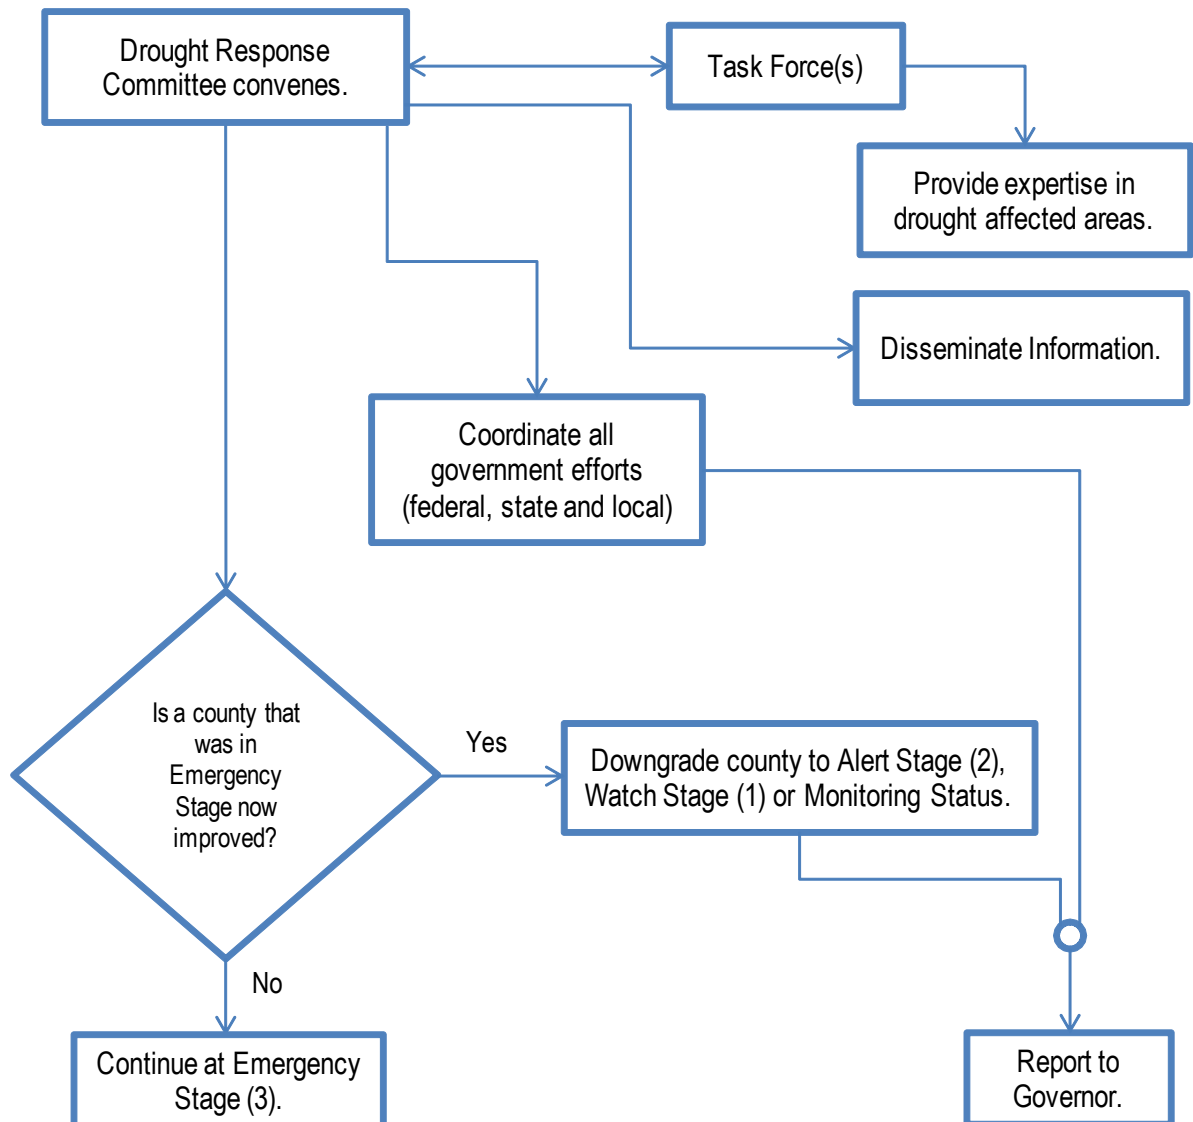 Drought Response
Committee convenes.
Task Force(s)
Provide expertise in
drought affected areas.
Disseminate Information.
Coordinate all
government efforts
(federal, state and local)
Is a county that
was in
Emergency
Stage now
improved?
Yes
Downgrade county to Alert Stage (2),
Watch Stage (1) or Monitoring Status.
No
Continue at Emergency
Stage (3).
Report to
Governor.